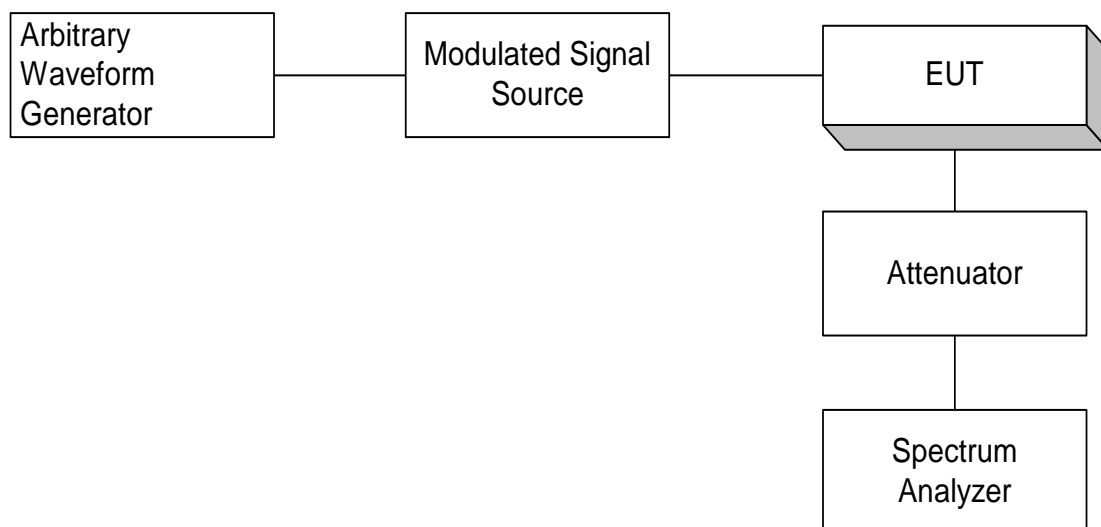 Arbitrary
Waveform
Generator
Modulated Signal
Source
EUT
Attenuator
Spectrum
Analyzer